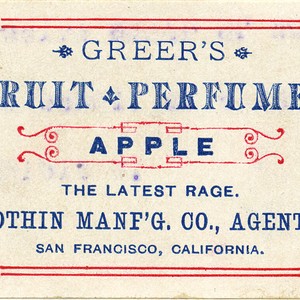 GREER'S
RUIT PERFUME
APPLE
THE LATEST RAGE.
OTHIN MANF'G. CO., AGENT
SAN FRANCISCO, CALIFORNIA.